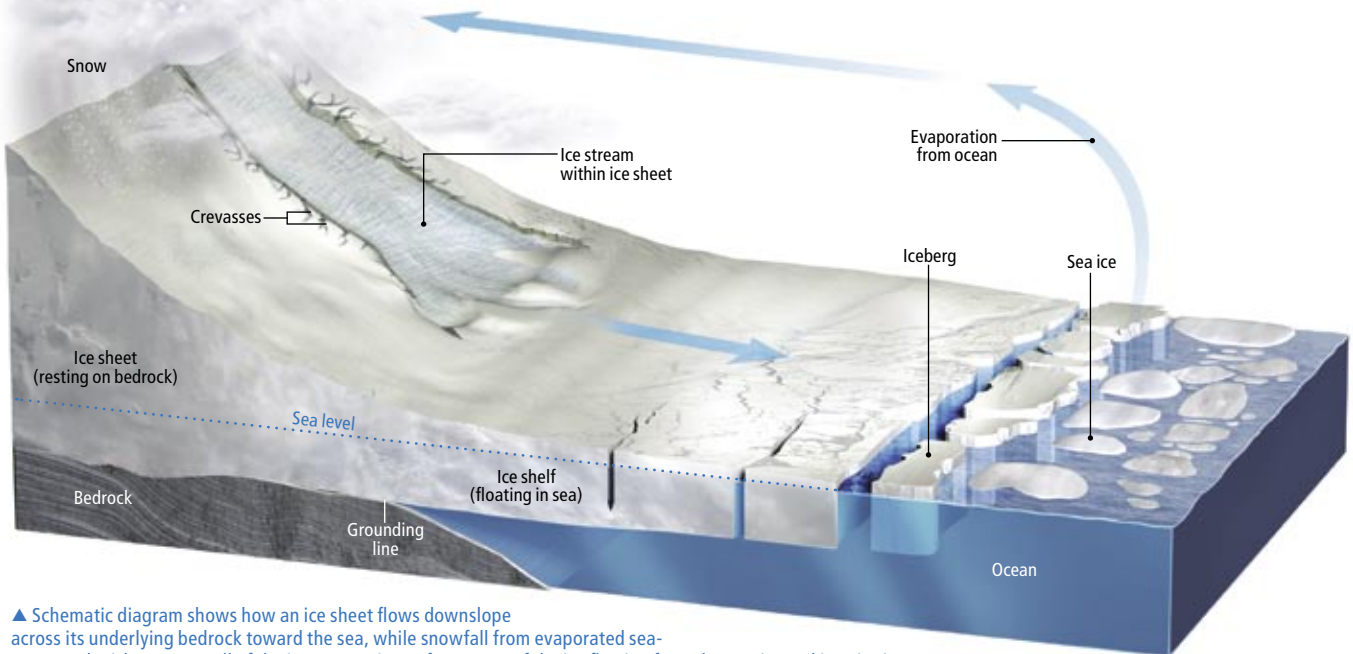 Snow
Evaporation
from ocean
Ice stream
within ice sheet
Crevasses
Iceberg
Sea ice
Ice sheet
(resting on bedrock)
Sea level
Ice shelf
(floating in sea)
Bedrock
Grounding
line
Ocean
▲ Schematic diagram shows how an ice sheet flows downslope
across its underlying bedrock toward the sea, while snowfall from evaporated sea-